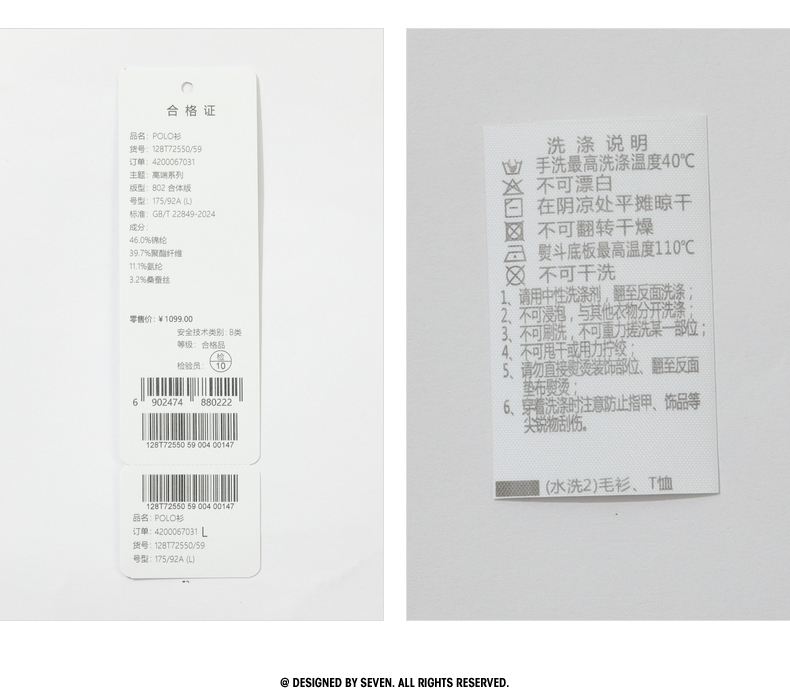 合格证
品名：POLO衫
货号：128T72550/59
订单：4200067031
主题：高端系列
版型：802 合体版
号型：175/92A (L)
标准：GB/T 22849-2024
成分：
46.0%锦纶
39.7%聚酯纤维
11.1%氨纶
3.2%桑蚕丝
零售价：¥1099.00
安全技术类别：B类
等级：合格品
检验员：检 10
6 902474 880222
128T72550 59 004 00147
128T72550 59 004 00147
品名：POLO衫
订单：4200067031 L
货号：128T72550/59
号型：175/92A (L)
洗涤说明
手洗最高洗涤温度40℃
不可漂白
在阴凉处平摊晾干
不可翻转干燥
熨斗底板最高温度110℃
不可干洗
1、请用中性洗涤剂，翻至反面洗涤；
2、不可浸泡，与其他衣物分开洗涤；
3、不可刷洗，不可重力搓洗某一部位；
4、不可甩干或用力拧绞；
5、请勿直接熨烫装饰部位、翻至反面
垫布熨烫；
6、穿着洗涤时注意防止指甲、饰品等
尖锐物刮伤。
(水洗2)毛衫、T恤
@ DESIGNED BY SEVEN. ALL RIGHTS RESERVED.